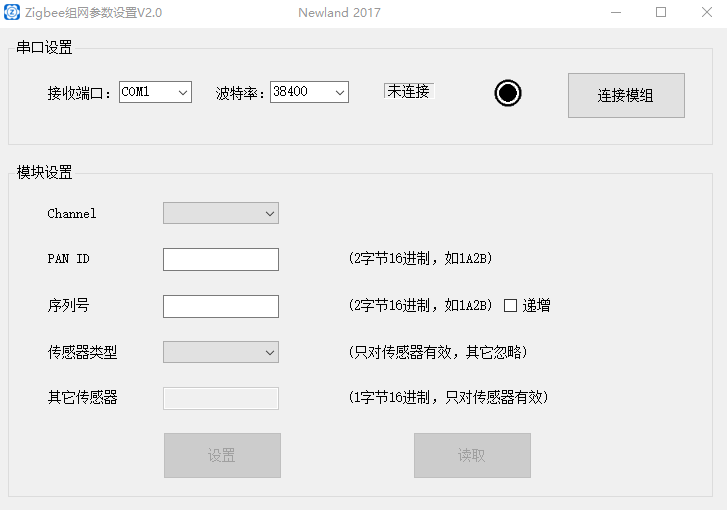 Zigbee组网参数设置V2.0 Newland 2017
串口设置
接收端口： COM1 波特率： 38400 未连接 连接模组
模块设置
Channel
PAN ID (2字节16进制，如1A2B)
序列号 (2字节16进制，如1A2B) 递增
传感器类型 (只对传感器有效，其它忽略)
其它传感器 (1字节16进制，只对传感器有效)
设置 读取